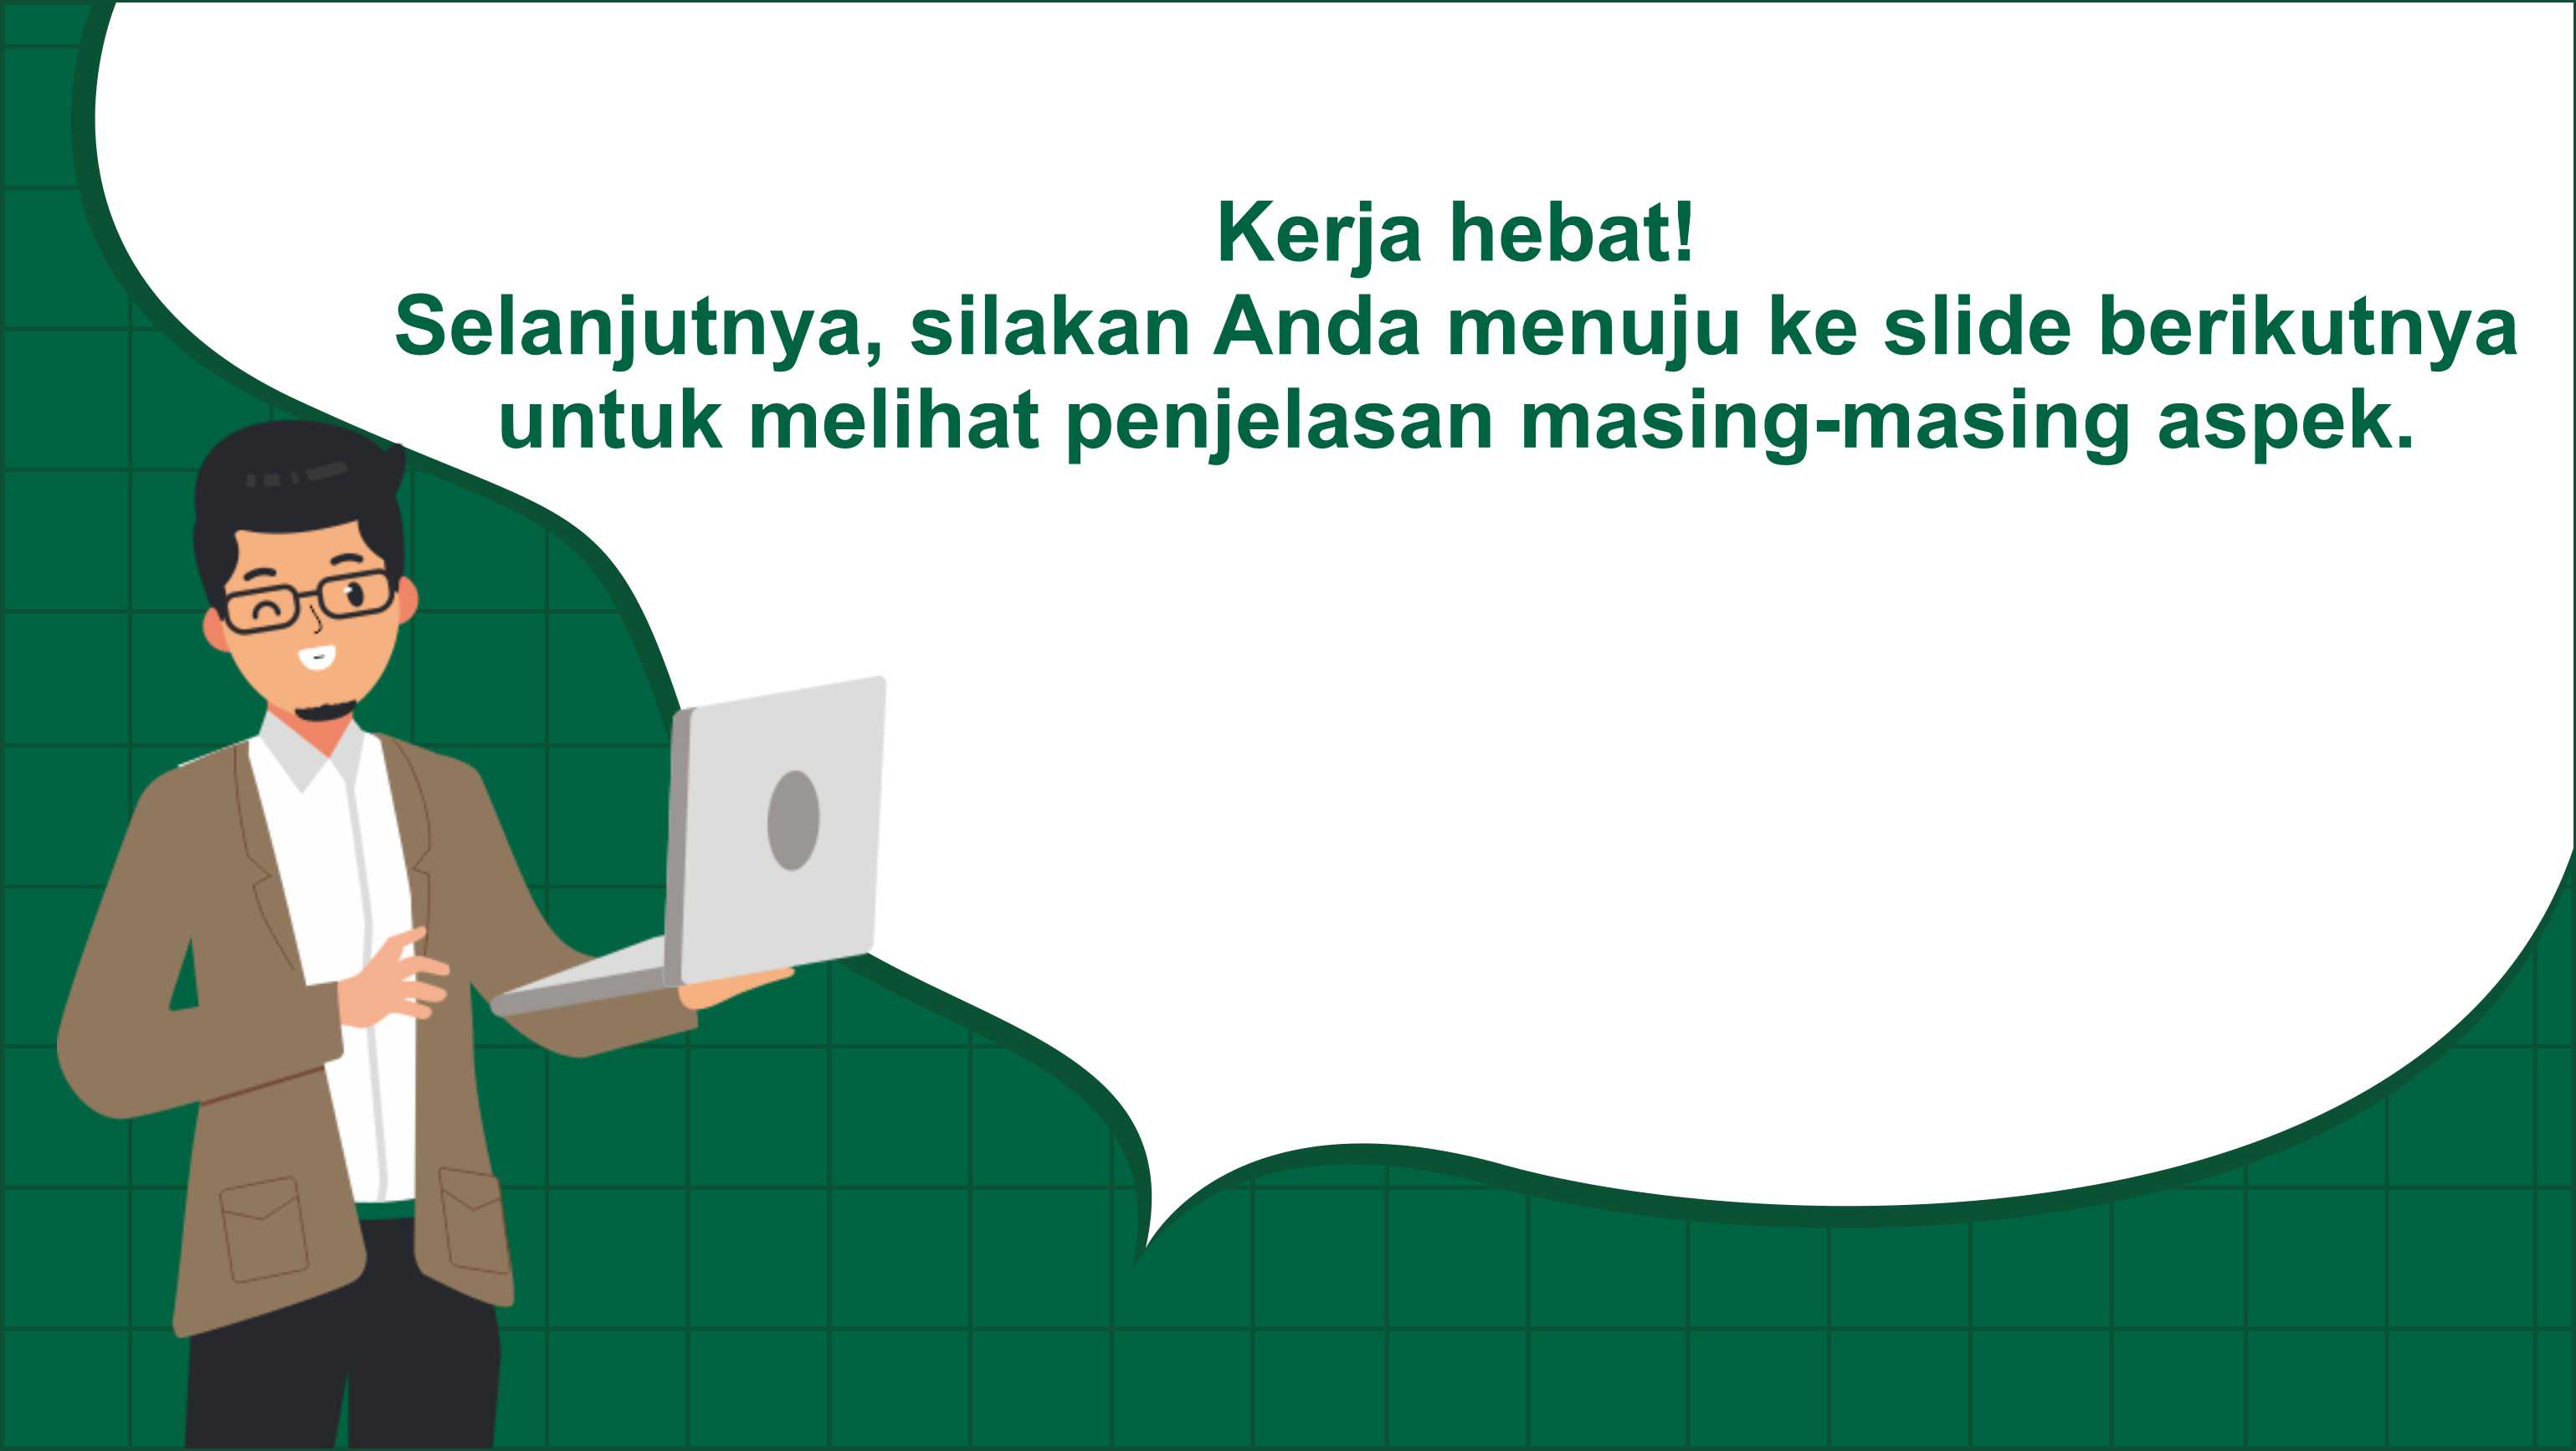 Kerja hebat!
Selanjutnya, silakan Anda menuju ke slide berikutnya
untuk melihat penjelasan masing-masing aspek.